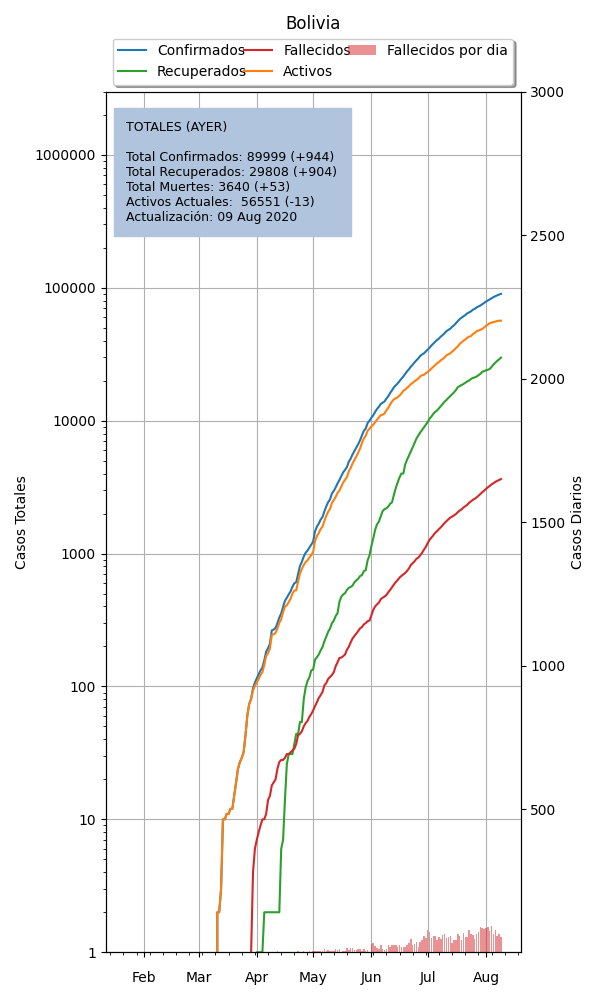 Bolivia
Confirmados Fallecidos Fallecidos por dia
Recuperados Activos
TOTALES (AYER)
Total Confirmados: 89999 (+944)
Total Recuperados: 29808 (+904)
Total Muertes: 3640 (+53)
Activos Actuales:  56551 (-13)
Actualización: 09 Aug 2020
Casos Totales
1000000
100000
10000
1000
100
10
1
3000
2500
2000
1500
1000
500
Casos Diarios
Feb Mar Apr May Jun Jul Aug